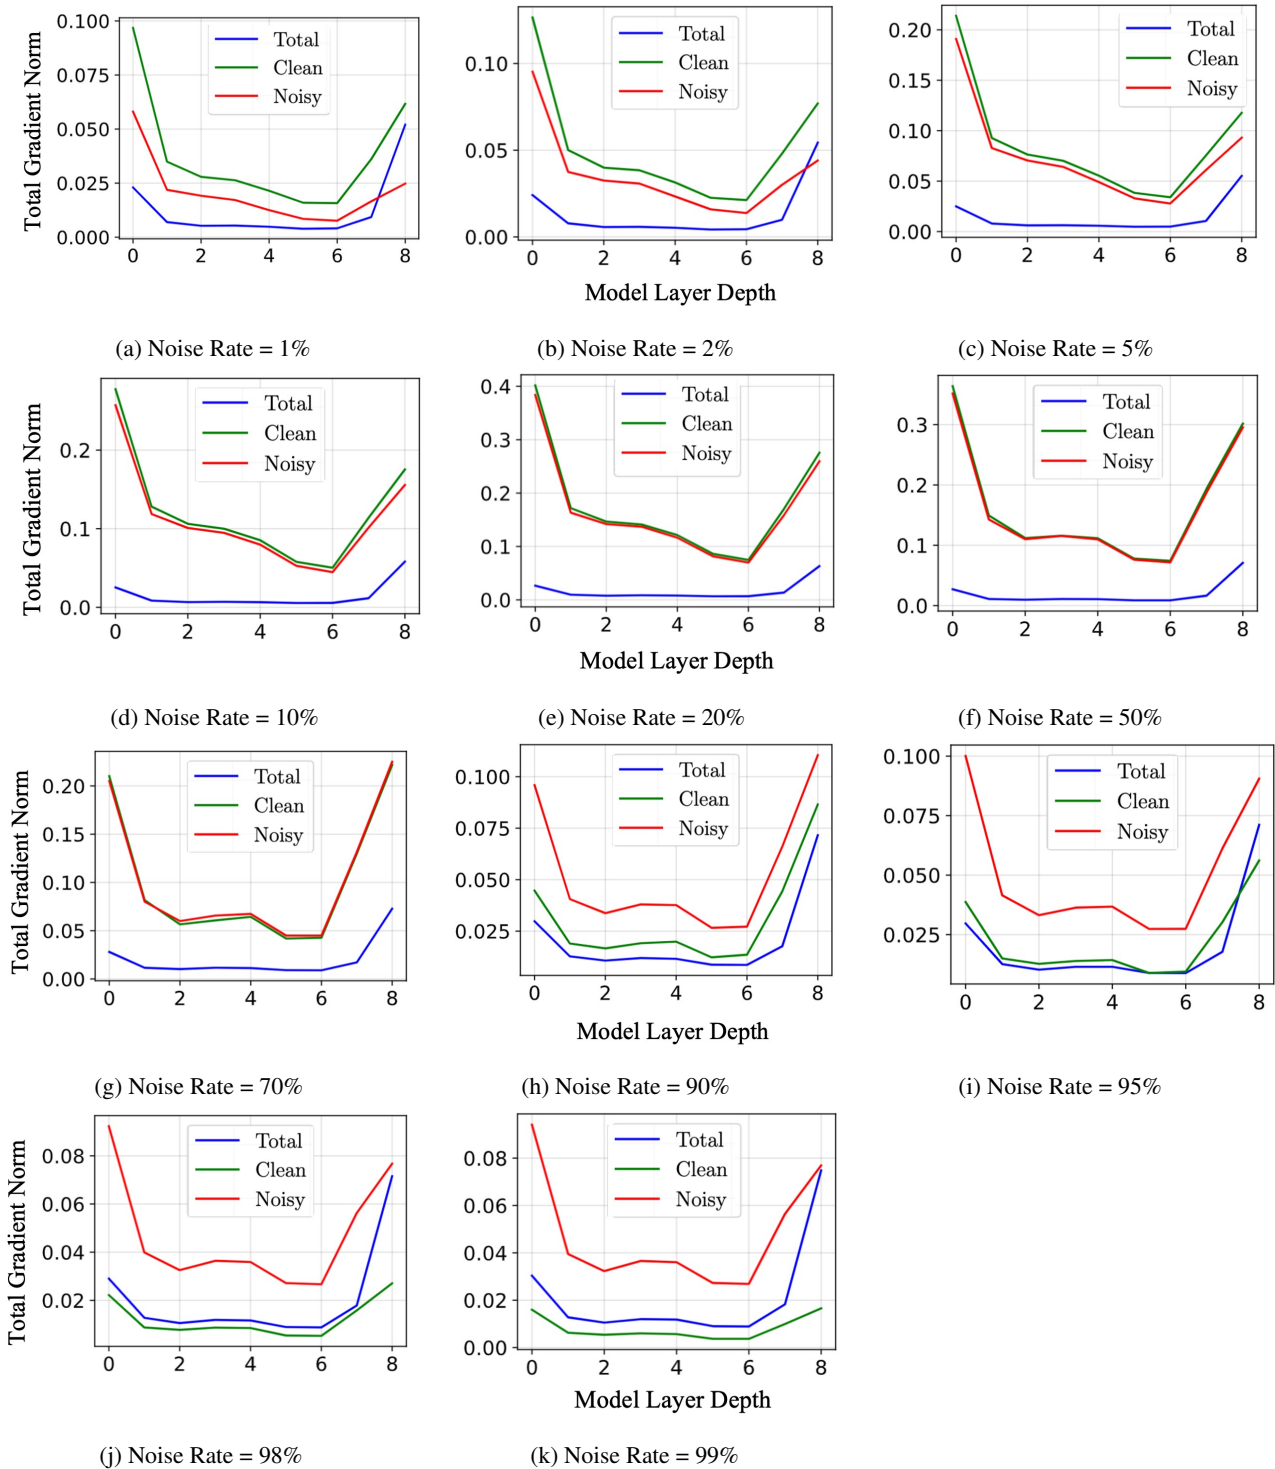 Total Gradient Norm
0.100
0.075
0.050
0.025
0.000
Total
Clean
Noisy
0 2 4 6 8
0.10
0.05
0.00
Total
Clean
Noisy
0 2 4 6 8
Model Layer Depth
0.20
0.15
0.10
0.05
0.00
Total
Clean
Noisy
0 2 4 6 8
(a) Noise Rate = 1%
(b) Noise Rate = 2%
(c) Noise Rate = 5%
Total Gradient Norm
0.2
0.1
0.0
Total
Clean
Noisy
0 2 4 6 8
0.4
0.3
0.2
0.1
0.0
Total
Clean
Noisy
0 2 4 6 8
Model Layer Depth
0.3
0.2
0.1
0.0
Total
Clean
Noisy
0 2 4 6 8
(d) Noise Rate = 10%
(e) Noise Rate = 20%
(f) Noise Rate = 50%
Total Gradient Norm
0.20
0.15
0.10
0.05
0.00
Total
Clean
Noisy
0 2 4 6 8
0.100
0.075
0.050
0.025
Total
Clean
Noisy
0 2 4 6 8
Model Layer Depth
0.100
0.075
0.050
0.025
Total
Clean
Noisy
0 2 4 6 8
(g) Noise Rate = 70%
(h) Noise Rate = 90%
(i) Noise Rate = 95%
Total Gradient Norm
0.08
0.06
0.04
0.02
Total
Clean
Noisy
0 2 4 6 8
0.08
0.06
0.04
0.02
0.00
Total
Clean
Noisy
0 2 4 6 8
Model Layer Depth
(j) Noise Rate = 98%
(k) Noise Rate = 99%